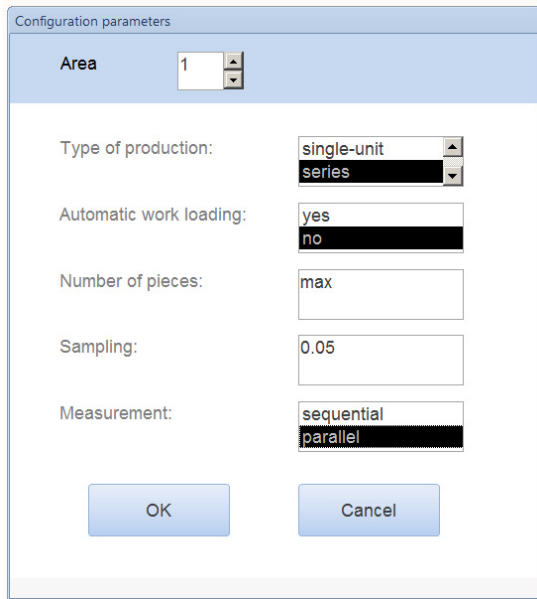 Configuration parameters
Area 1
Type of production: single-unit
series
Automatic work loading: yes
no
Number of pieces: max
Sampling: 0.05
Measurement: sequential
parallel
OK Cancel